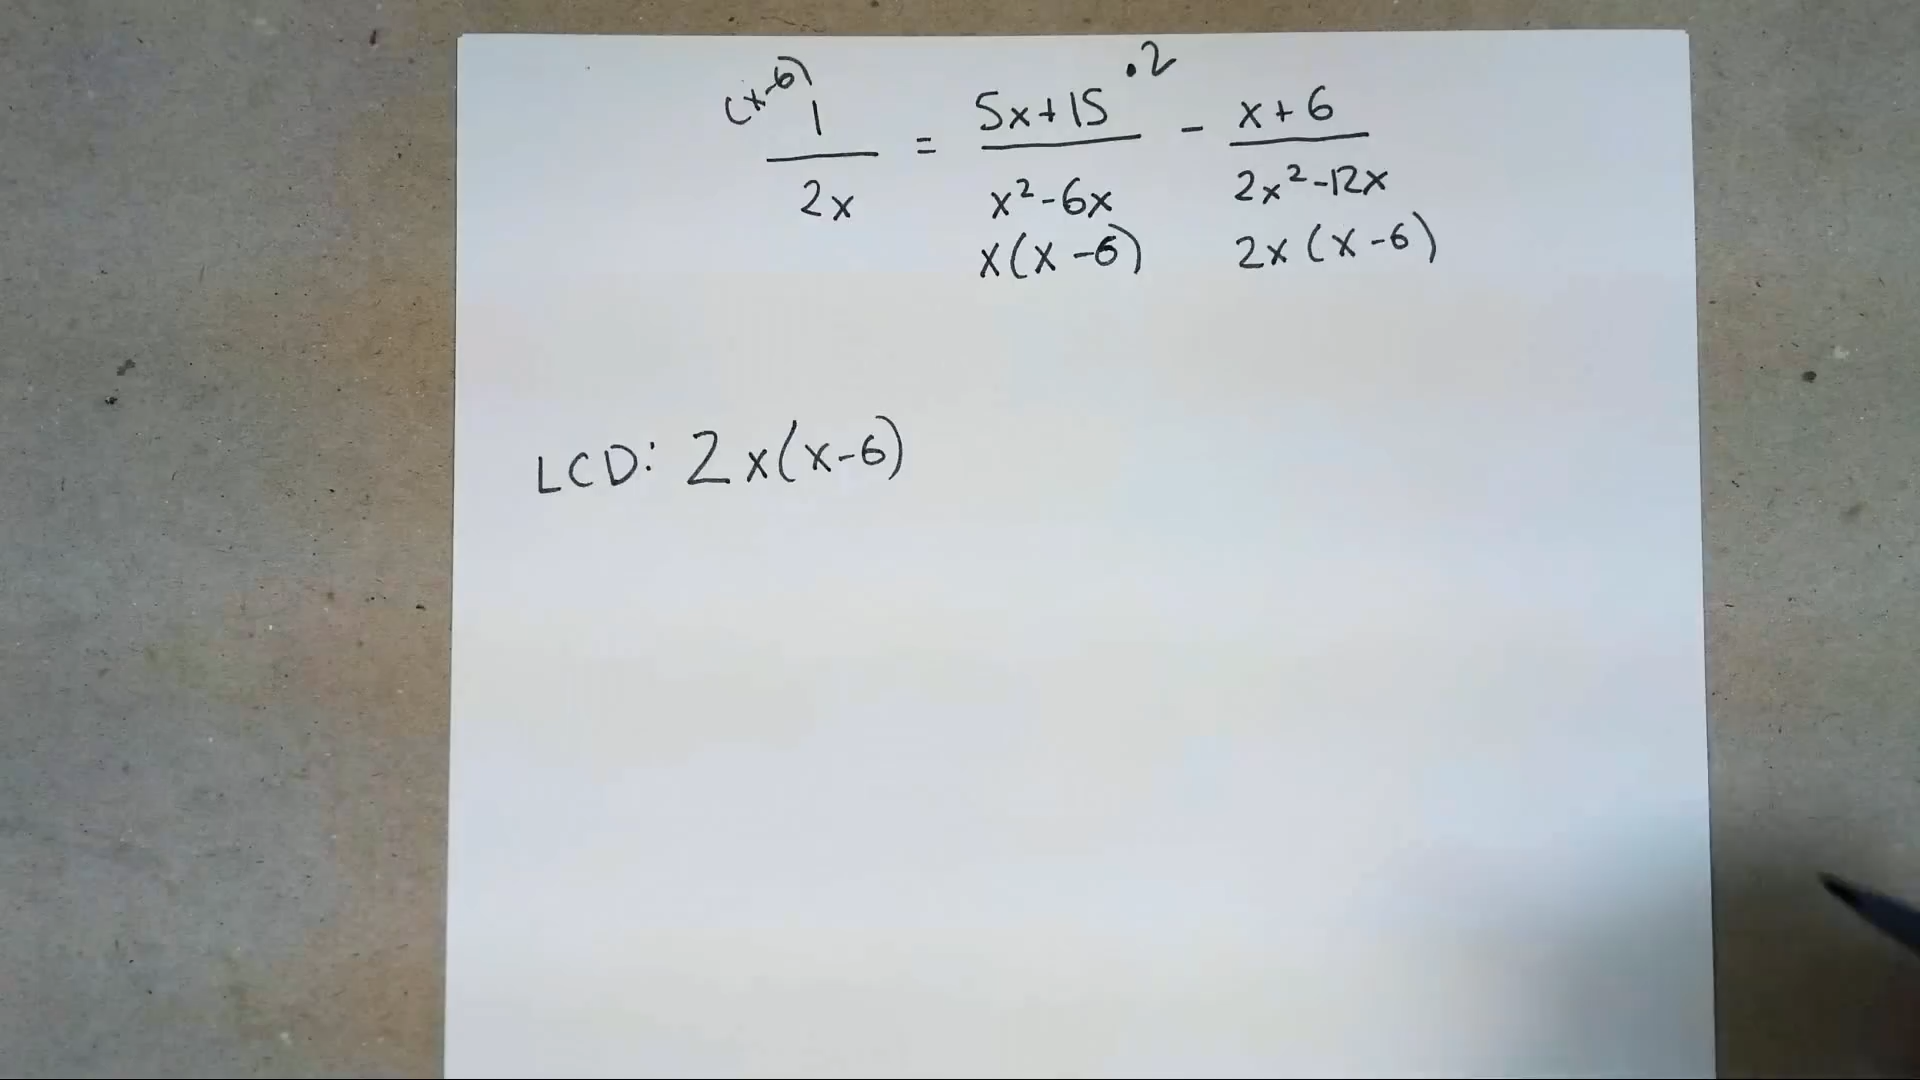 (x-6) 1 / 2x = 5x+15 .2 / x²-6x - x+6 / 2x²-12x
x(x-6) 2x(x-6)
LCD: 2x(x-6)